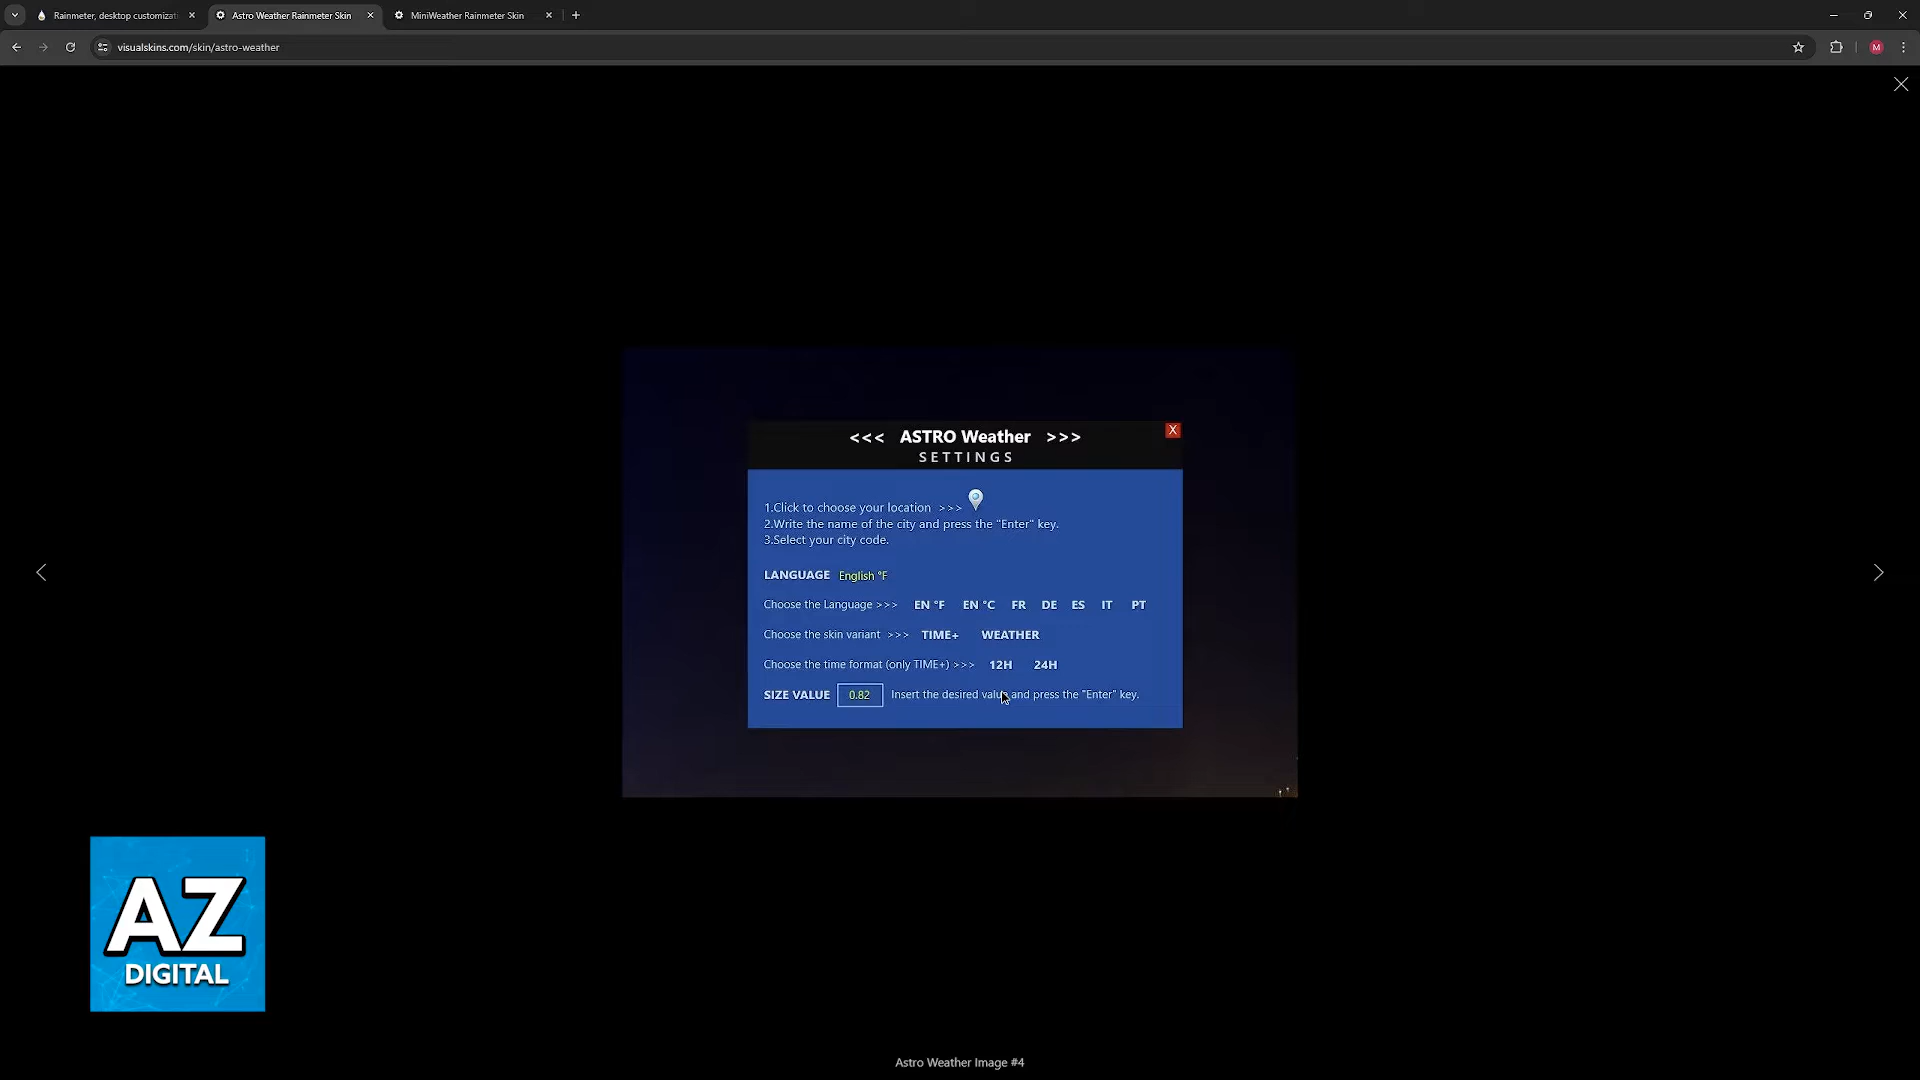 Rainmeter, desktop customizati
Astro Weather Rainmeter Skin
MiniWeather Rainmeter Skin
visualskins.com/skin/astro-weather
M
<<< ASTRO Weather >>>
X
SETTINGS
1.Click to choose your location >>>
2.Write the name of the city and press the "Enter" key.
3.Select your city code.
LANGUAGE English °F
Choose the Language >>> EN °F EN °C FR DE ES IT PT
Choose the skin variant >>> TIME+ WEATHER
Choose the time format (only TIME+) >>> 12H 24H
SIZE VALUE 0.82 Insert the desired value and press the "Enter" key.
AZ
DIGITAL
Astro Weather Image #4